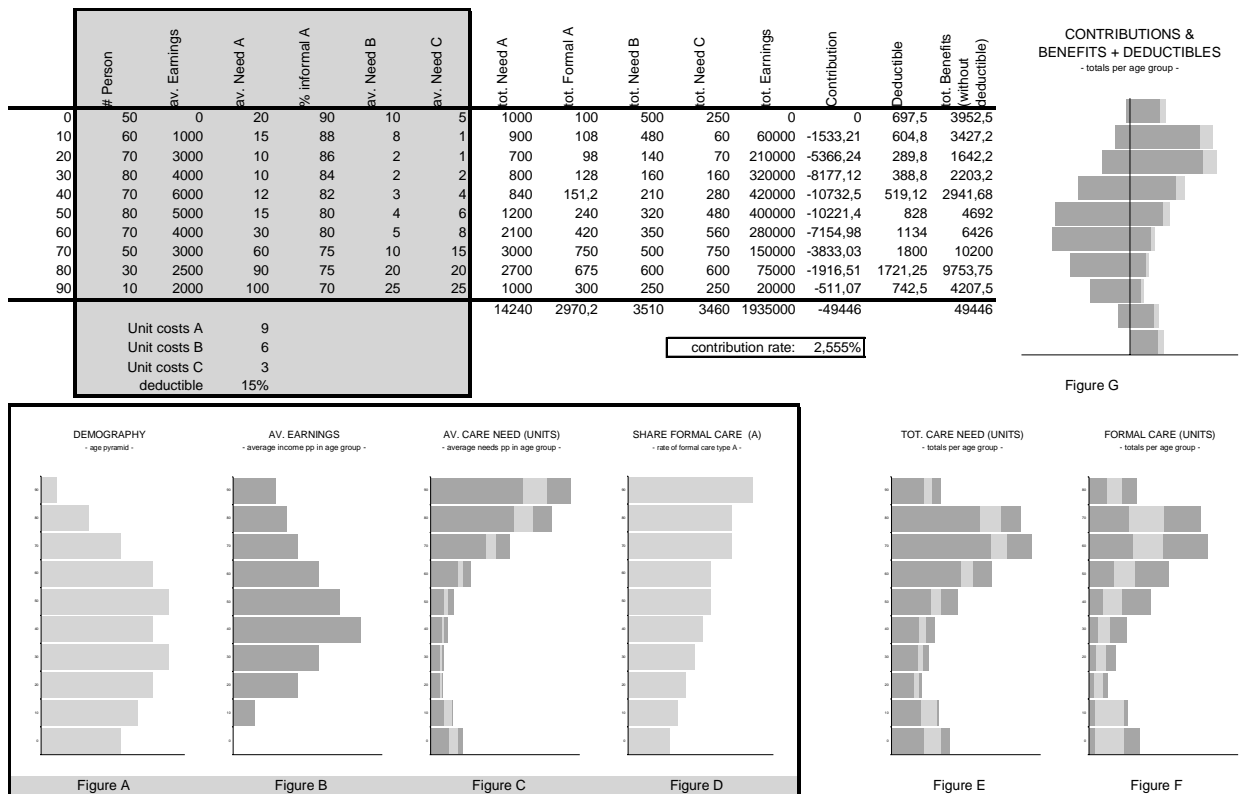 # Person av. Earnings av. Need A % informal A av. Need B av. Need C tot. Need A tot. Formal A tot. Need B tot. Need C tot. Earnings Contribution Deductible tot. Benefits (without deductible)
0 50 0 20 90 10 5 1000 100 500 250 0 0 697,5 3952,5
10 60 1000 15 88 8 1 900 108 480 60 60000 -1533,21 604,8 3427,2
20 70 3000 10 86 2 1 700 98 140 70 210000 -5366,24 289,8 1642,2
30 80 4000 10 84 2 2 800 128 160 160 320000 -8177,12 388,8 2203,2
40 70 6000 12 82 3 4 840 151,2 210 280 420000 -10732,5 519,12 2941,68
50 80 5000 15 80 4 6 1200 240 320 480 400000 -10221,4 828 4692
60 70 4000 30 80 5 8 2100 420 350 560 280000 -7154,98 1134 6426
70 50 3000 60 75 10 15 3000 750 500 750 150000 -3833,03 1800 10200
80 30 2500 90 75 20 20 2700 675 600 600 75000 -1916,51 1721,25 9753,75
90 10 2000 100 70 25 25 1000 300 250 250 20000 -511,07 742,5 4207,5
14240 2970,2 3510 3460 1935000 -49446 49446
Unit costs A 9
Unit costs B 6
Unit costs C 3
deductible 15%
contribution rate: 2,555%
CONTRIBUTIONS &
BENEFITS + DEDUCTIBLES
- totals per age group -
Figure G
DEMOGRAPHY
- age pyramid -
Figure A
AV. EARNINGS
- average income pp in age group -
Figure B
AV. CARE NEED (UNITS)
- average needs pp in age group -
Figure C
SHARE FORMAL CARE (A)
- rate of formal care type A -
Figure D
TOT. CARE NEED (UNITS)
- totals per age group -
Figure E
FORMAL CARE (UNITS)
- totals per age group -
Figure F